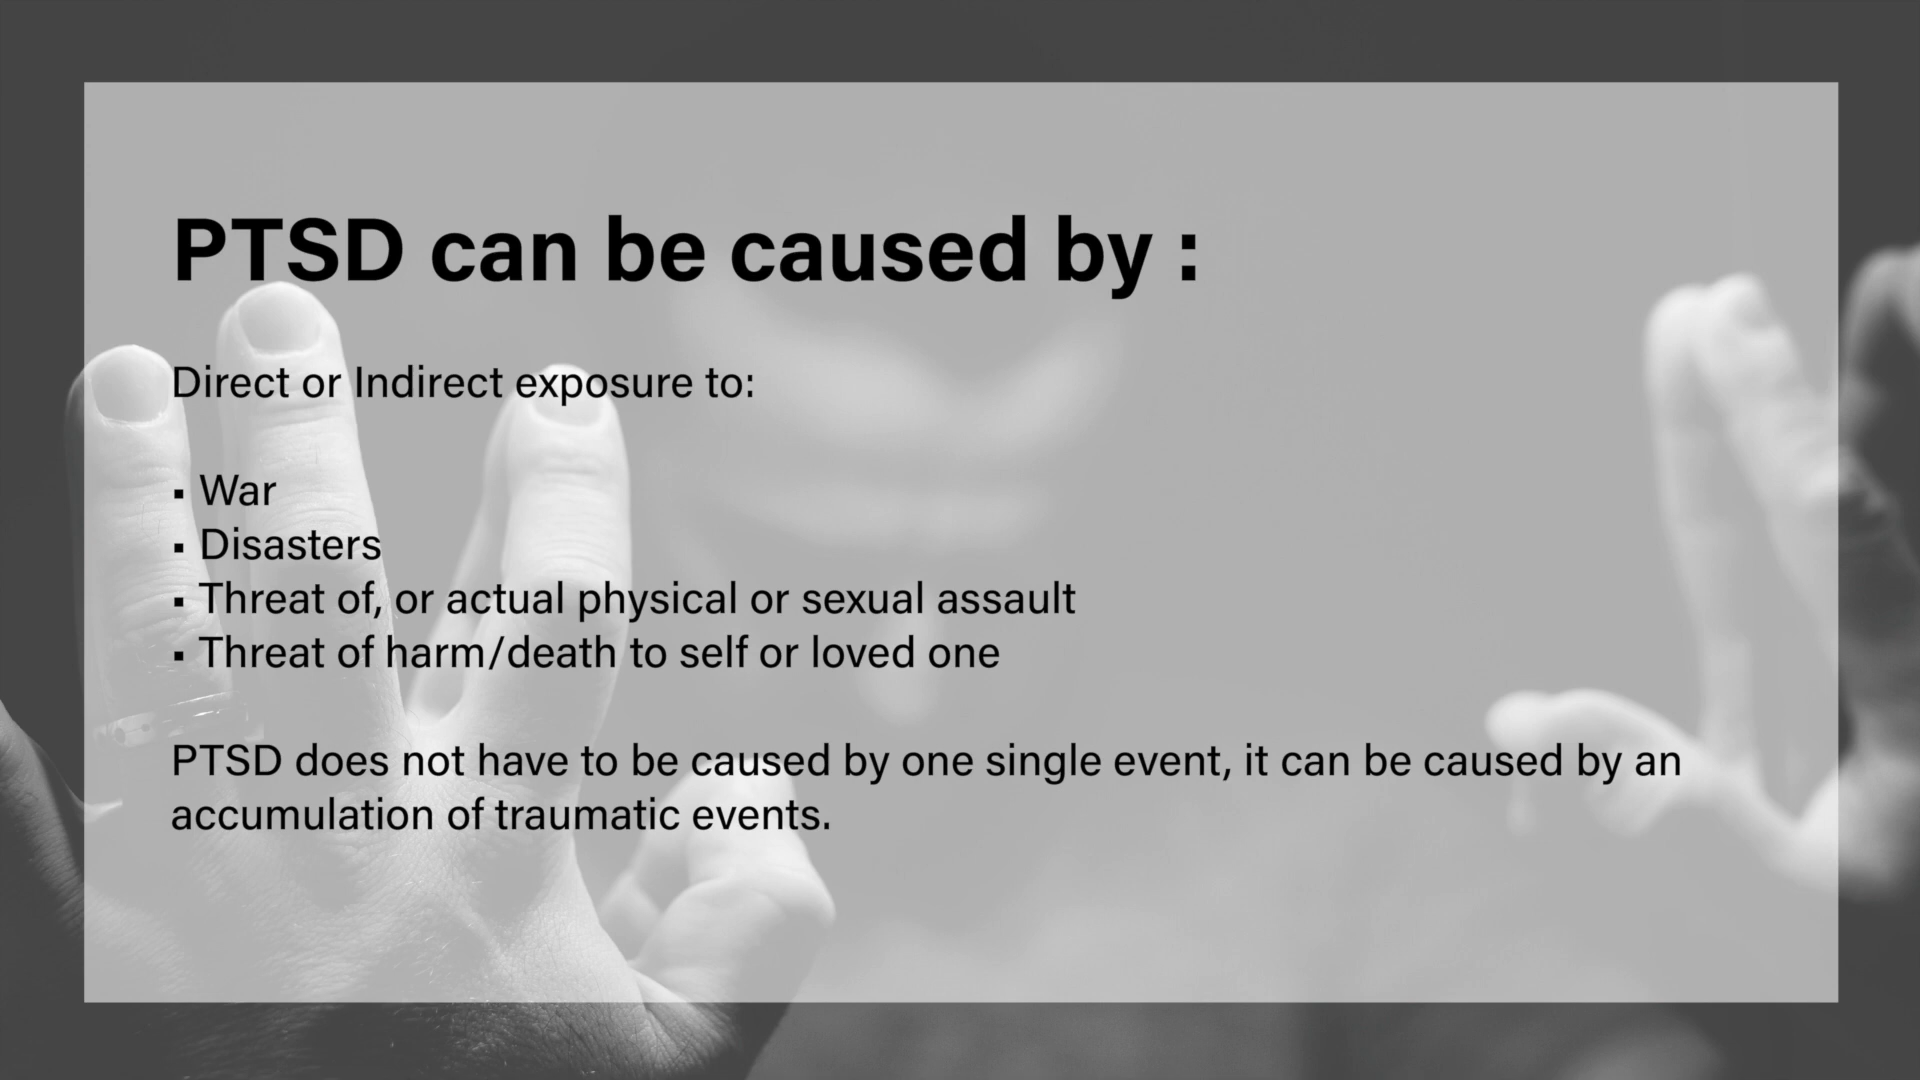 PTSD can be caused by :
Direct or Indirect exposure to:
▪ War
▪ Disasters
▪ Threat of, or actual physical or sexual assault
▪ Threat of harm/death to self or loved one
PTSD does not have to be caused by one single event, it can be caused by an
accumulation of traumatic events.